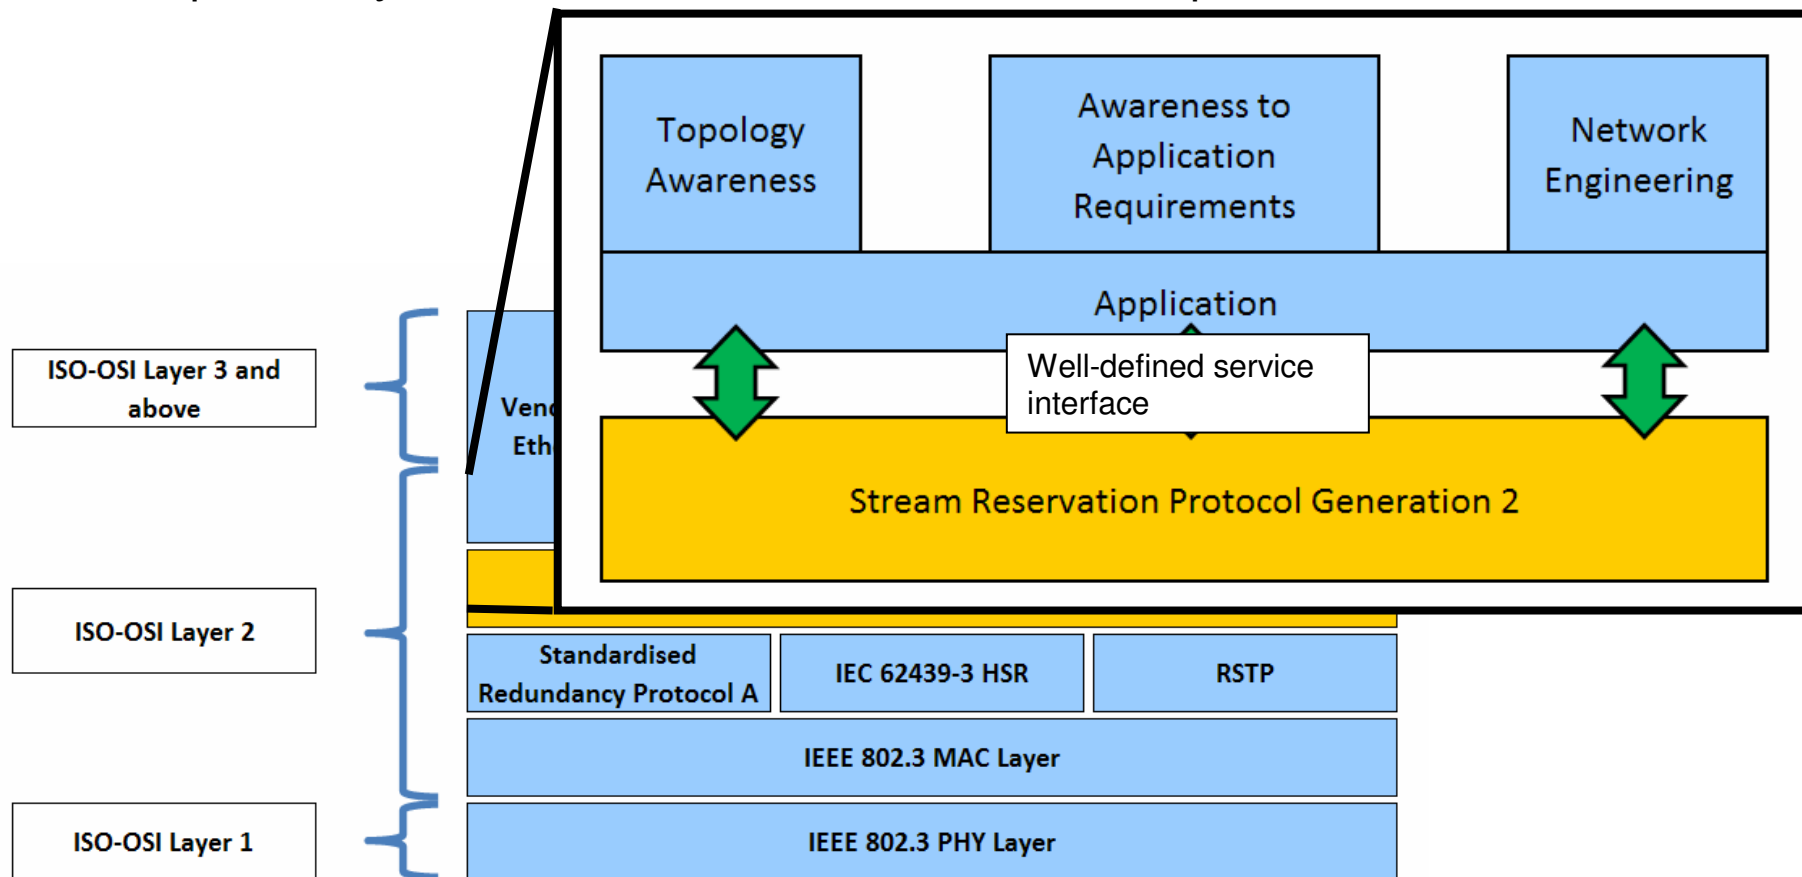 Topology
Awareness
Awareness to
Application
Requirements
Network
Engineering
Application
Well-defined service
interface
Stream Reservation Protocol Generation 2
ISO-OSI Layer 3 and
above
ISO-OSI Layer 2
Standardised
Redundancy Protocol A
IEC 62439-3 HSR
RSTP
IEEE 802.3 MAC Layer
ISO-OSI Layer 1
IEEE 802.3 PHY Layer